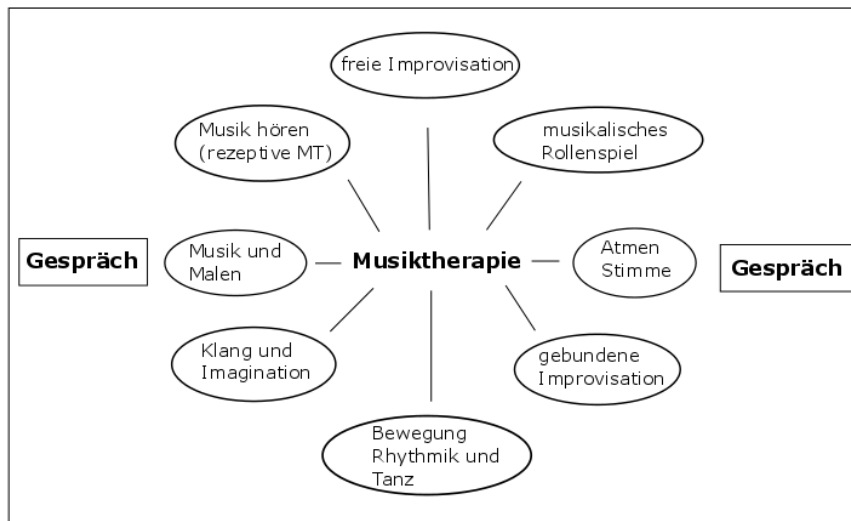 freie Improvisation
Musik hören
(rezeptive MT)
musikalisches
Rollenspiel
Gespräch
Musik und
Malen
Musiktherapie
Atmen
Stimme
Gespräch
Klang und
Imagination
gebundene
Improvisation
Bewegung
Rhythmik und
Tanz